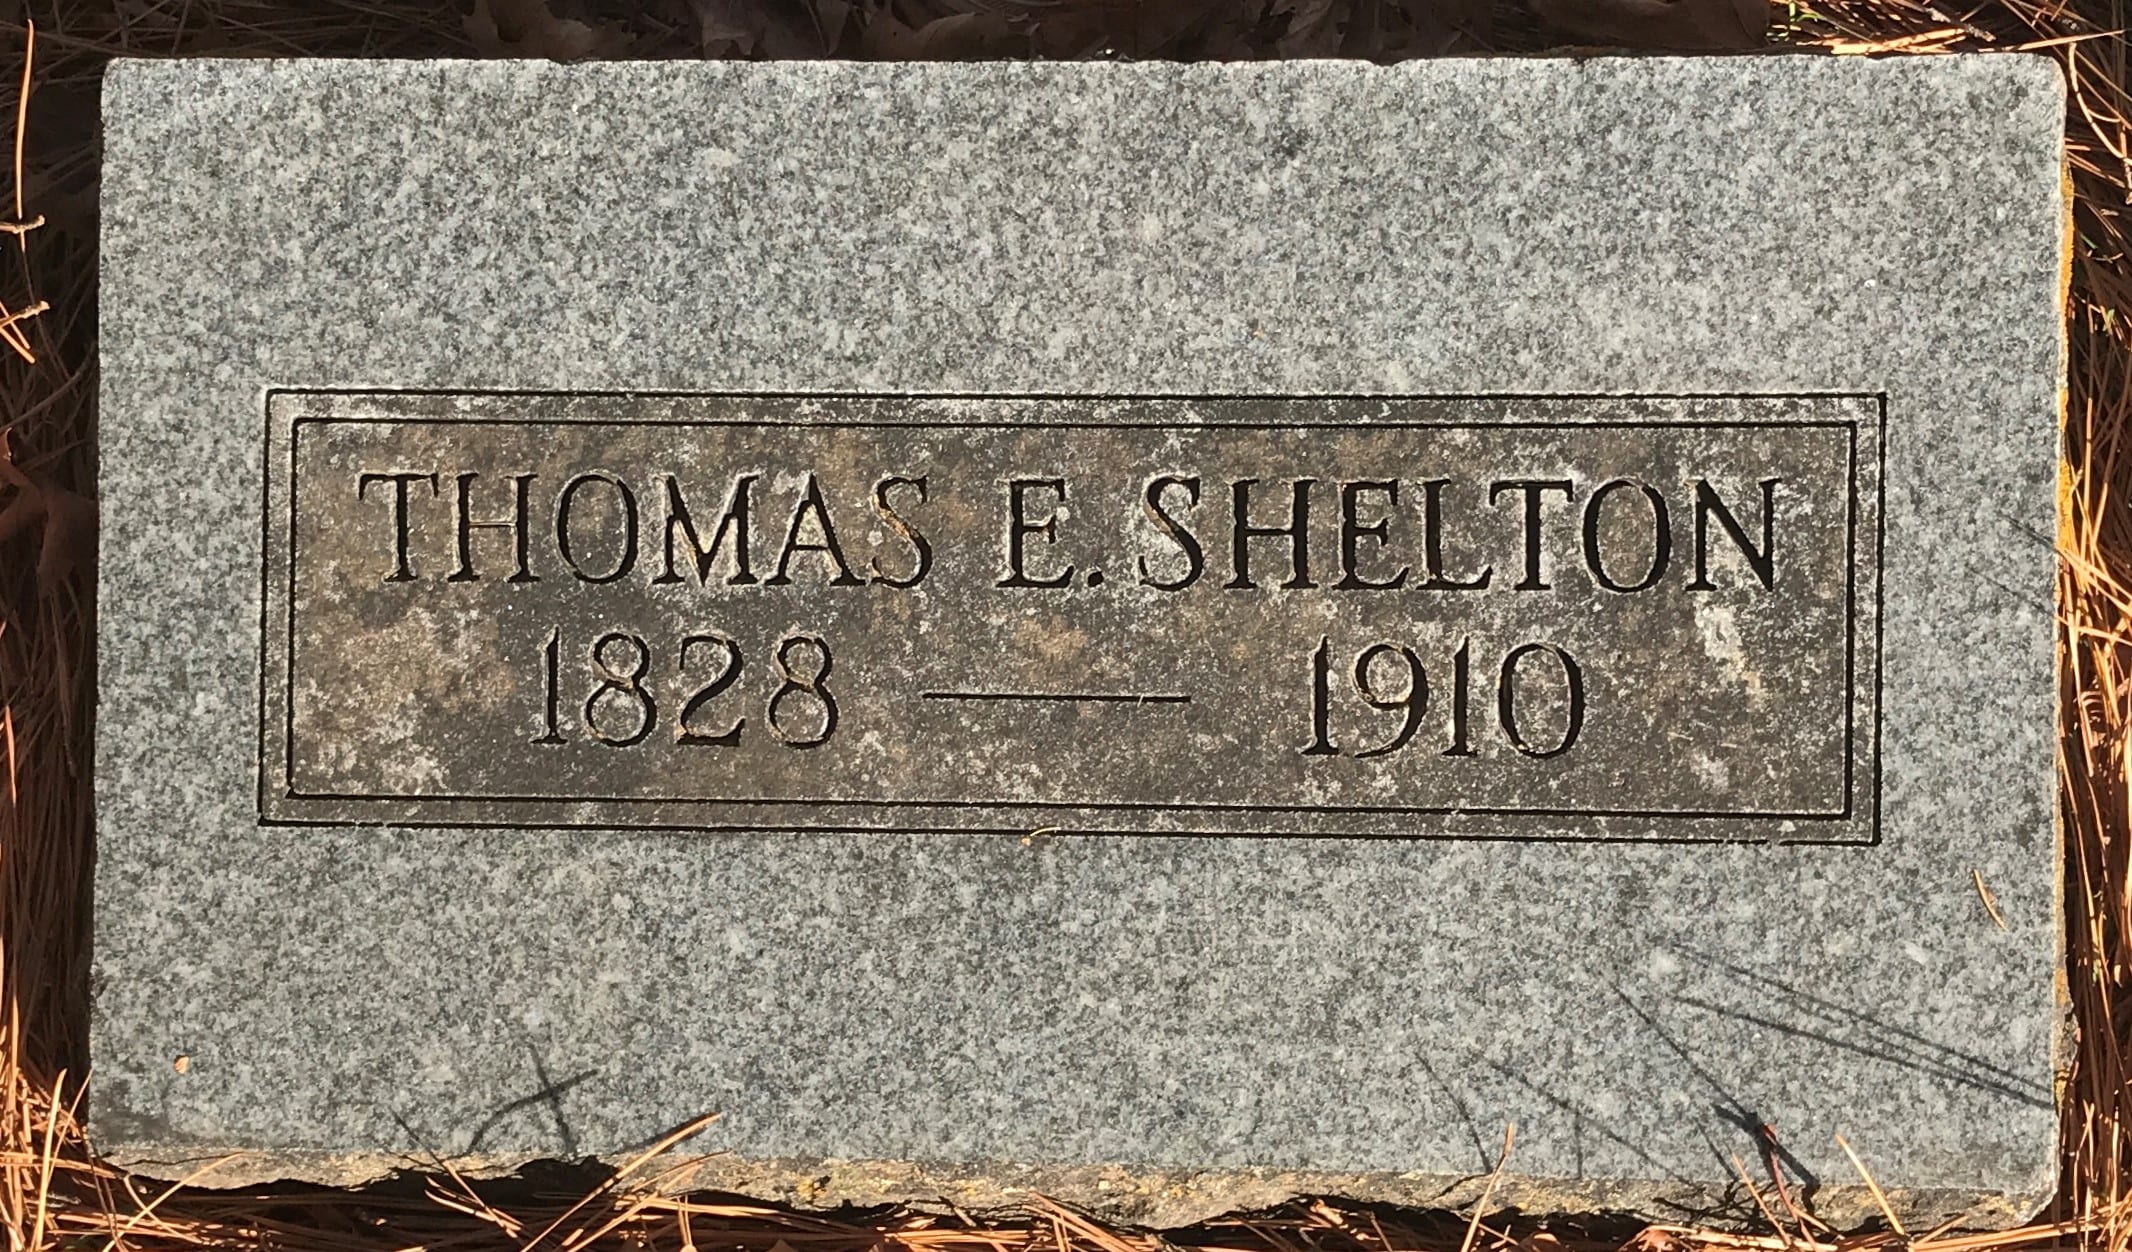 THOMAS E. SHELTON
1828 — 1910